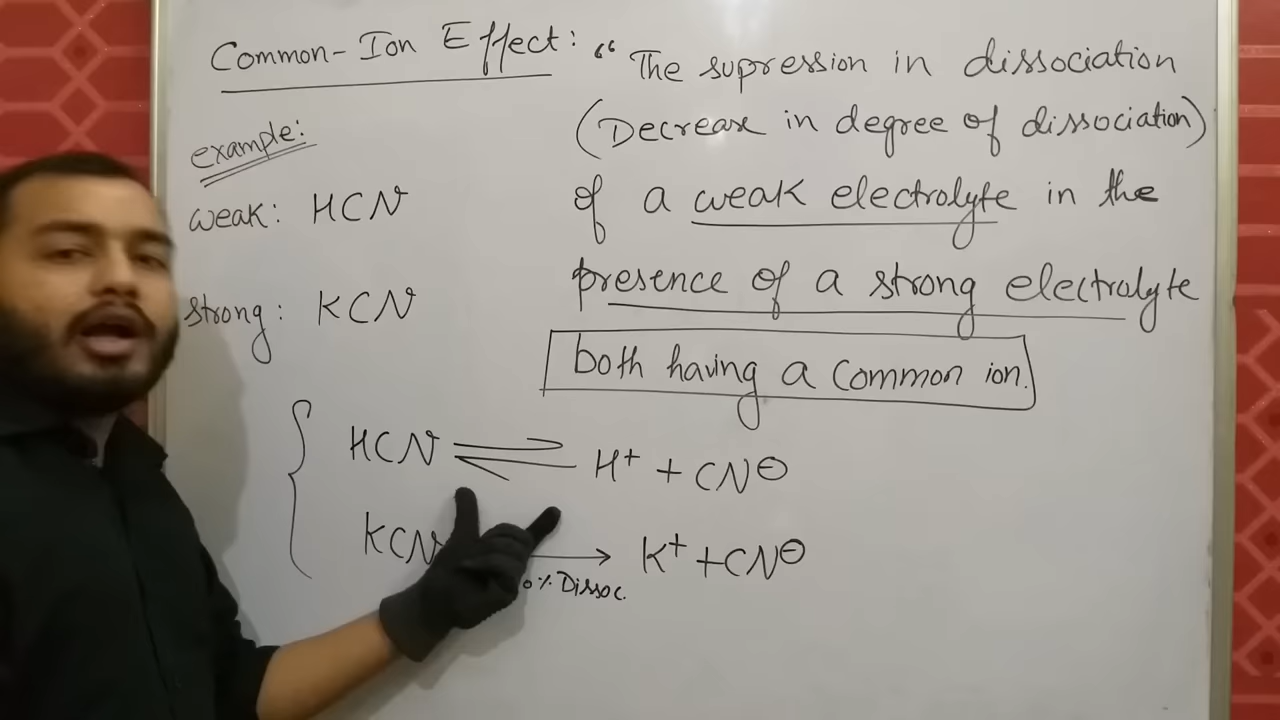 Common-Ion Effect: “The supression in dissociation
(Decrease in degree of dissociation)
of a weak electrolyte in the
presence of a strong electrolyte
both having a common ion.
example:
weak: HCN
strong: KCN
HCN ⇌ H⁺ + CN⊖
KCN → K⁺ + CN⊖
0% Dissoc.